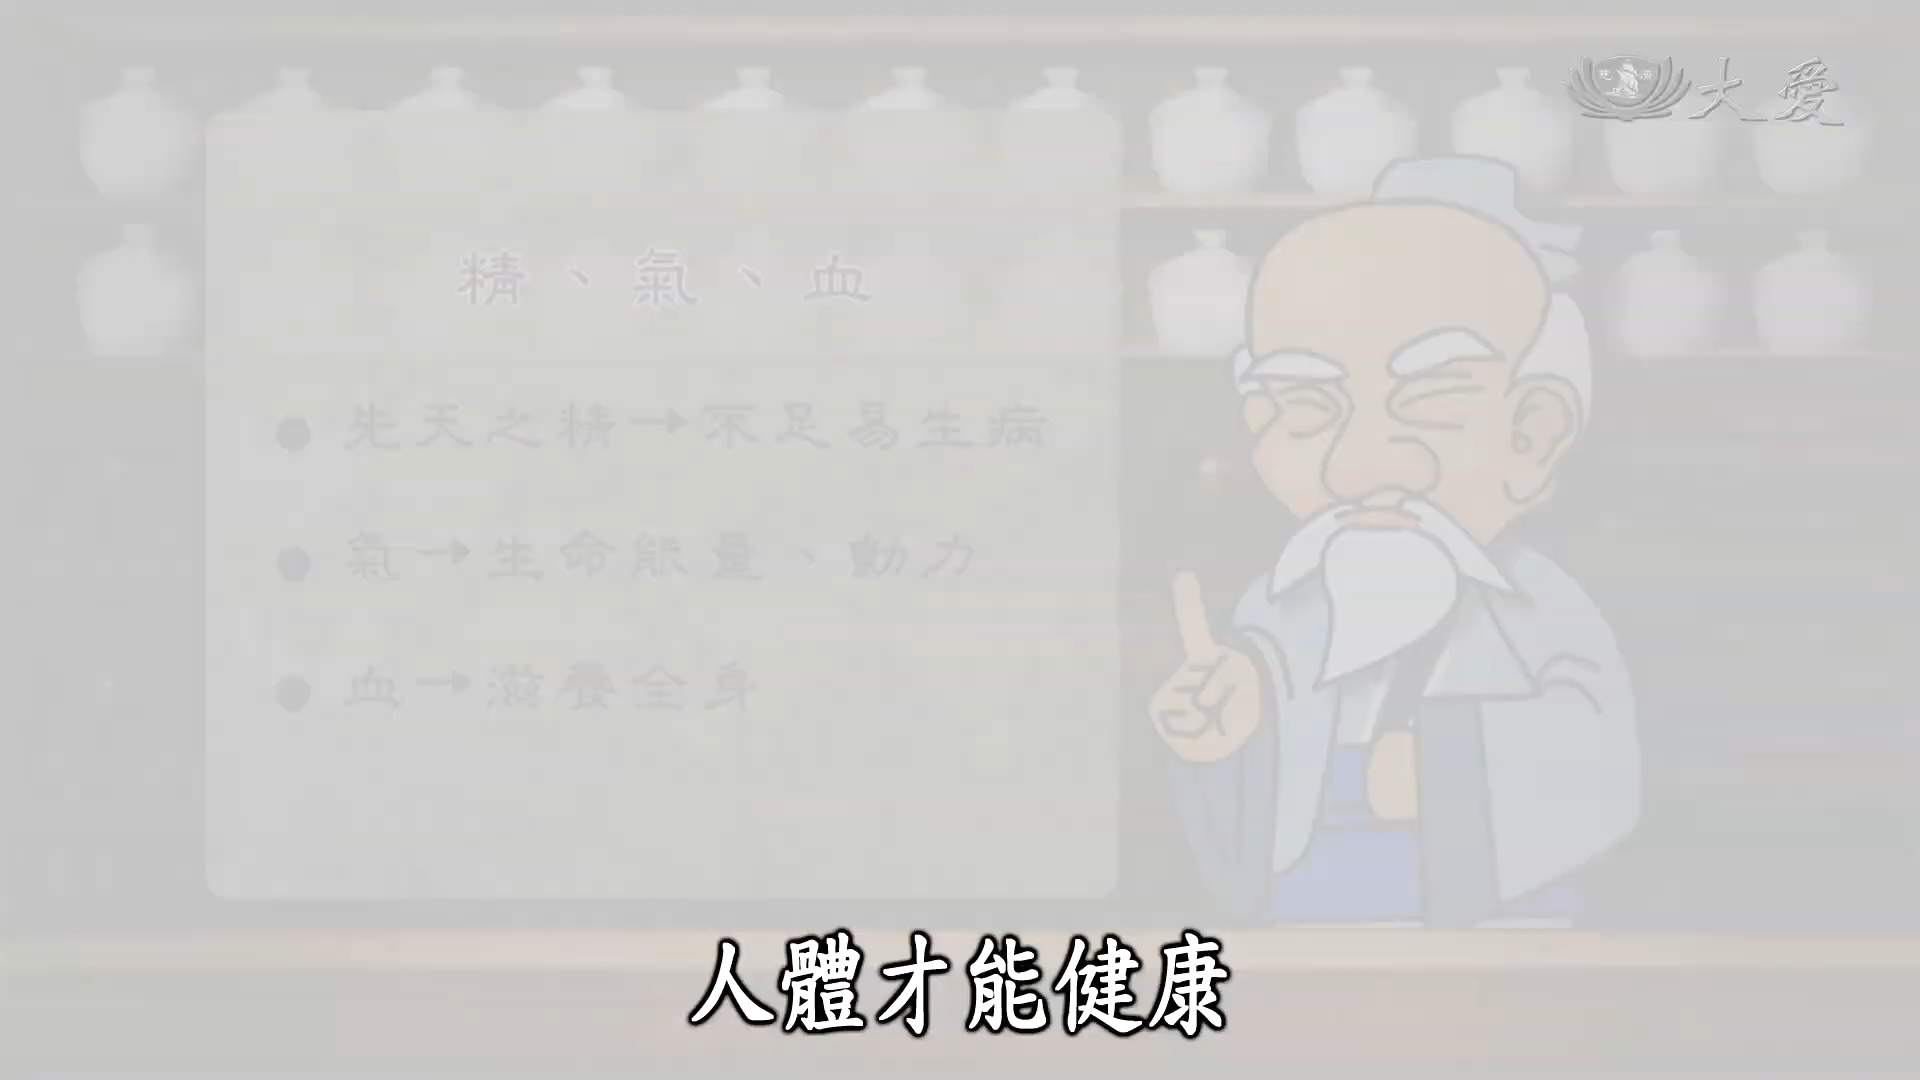 大愛
精、氣、血
● 先天之精→不足易生病
● 氣→生命能量、動力
● 血→滋養全身
人體才能健康